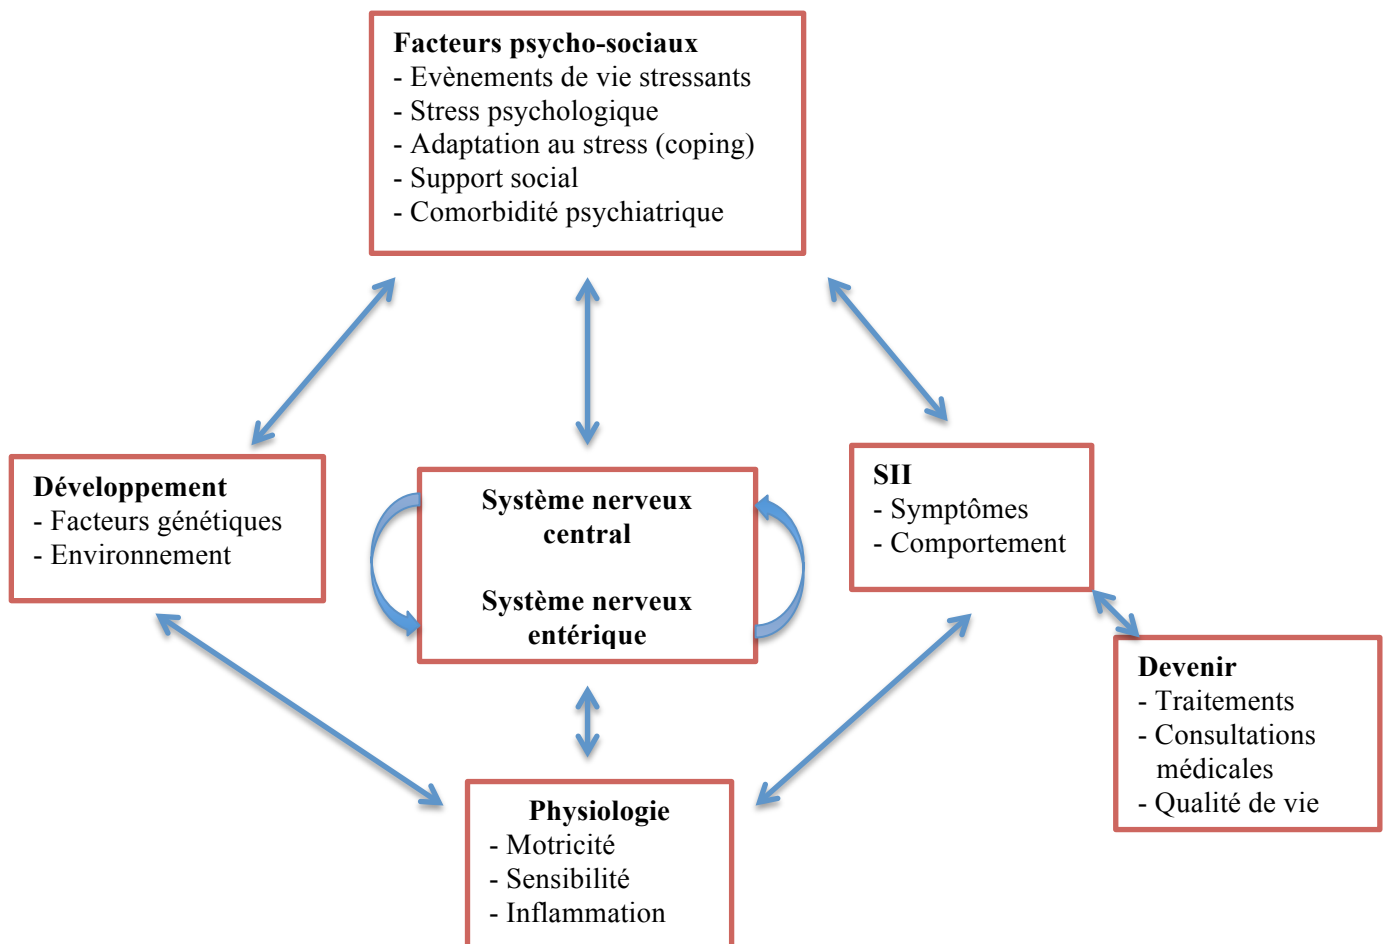 Facteurs psycho-sociaux
- Evènements de vie stressants
- Stress psychologique
- Adaptation au stress (coping)
- Support social
- Comorbidité psychiatrique
Développement
- Facteurs génétiques
- Environnement
Système nerveux
central
Système nerveux
entérique
SII
- Symptômes
- Comportement
Devenir
- Traitements
- Consultations
médicales
- Qualité de vie
Physiologie
- Motricité
- Sensibilité
- Inflammation